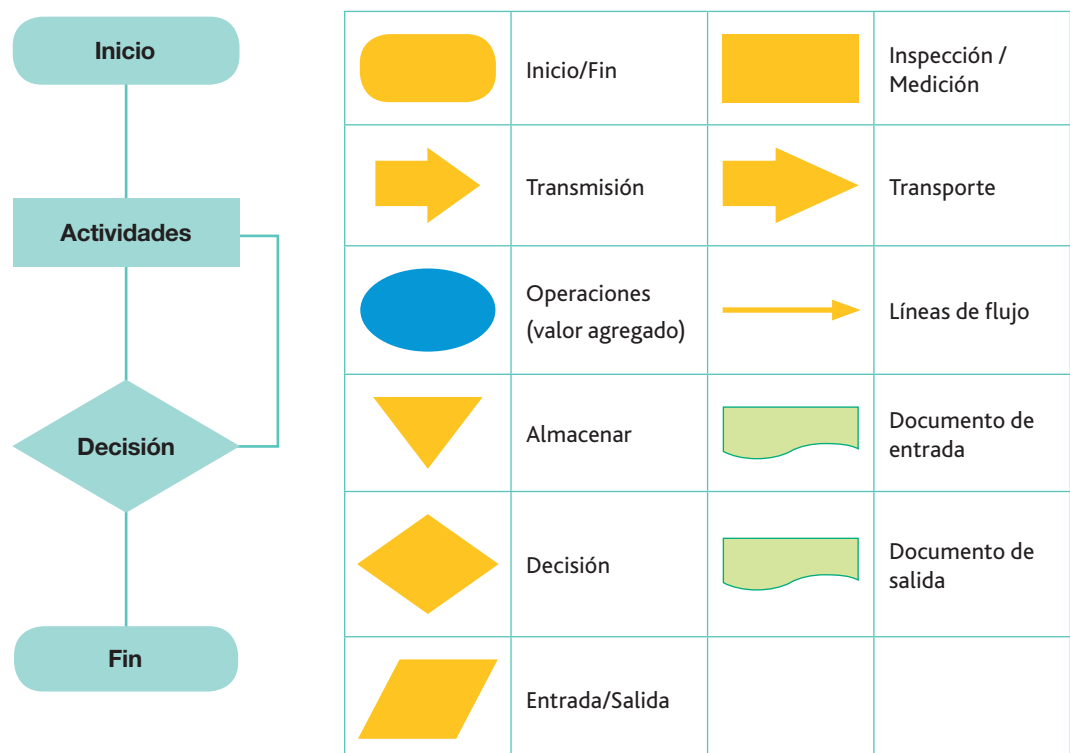 Inicio
Actividades
Decisión
Fin
Inicio/Fin
Inspección /
Medición
Transmisión
Transporte
Operaciones
(valor agregado)
Líneas de flujo
Almacenar
Documento de
entrada
Decisión
Documento de
salida
Entrada/Salida